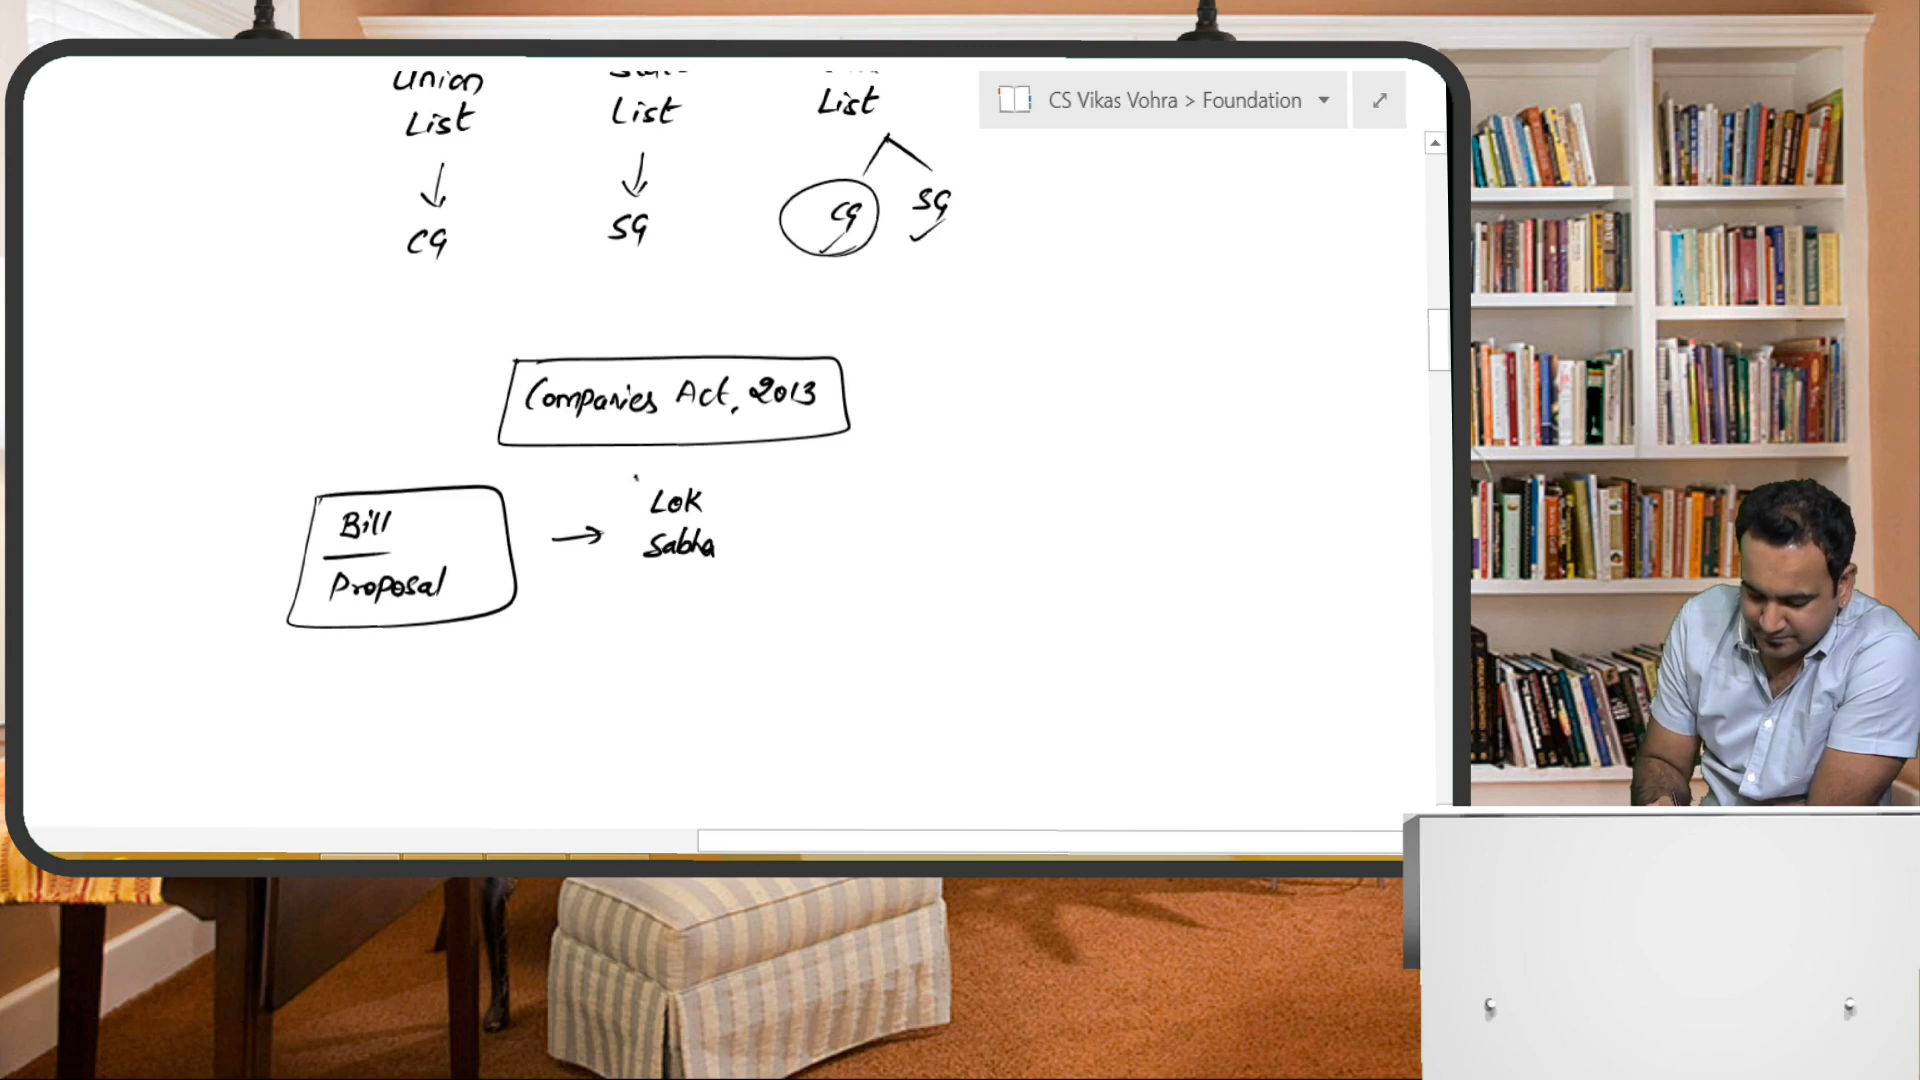 CS Vikas Vohra > Foundation
Union
List
List
List
CG
SG
CG
SG
Companies Act, 2013
Bill
Proposal
Lok
Sabha